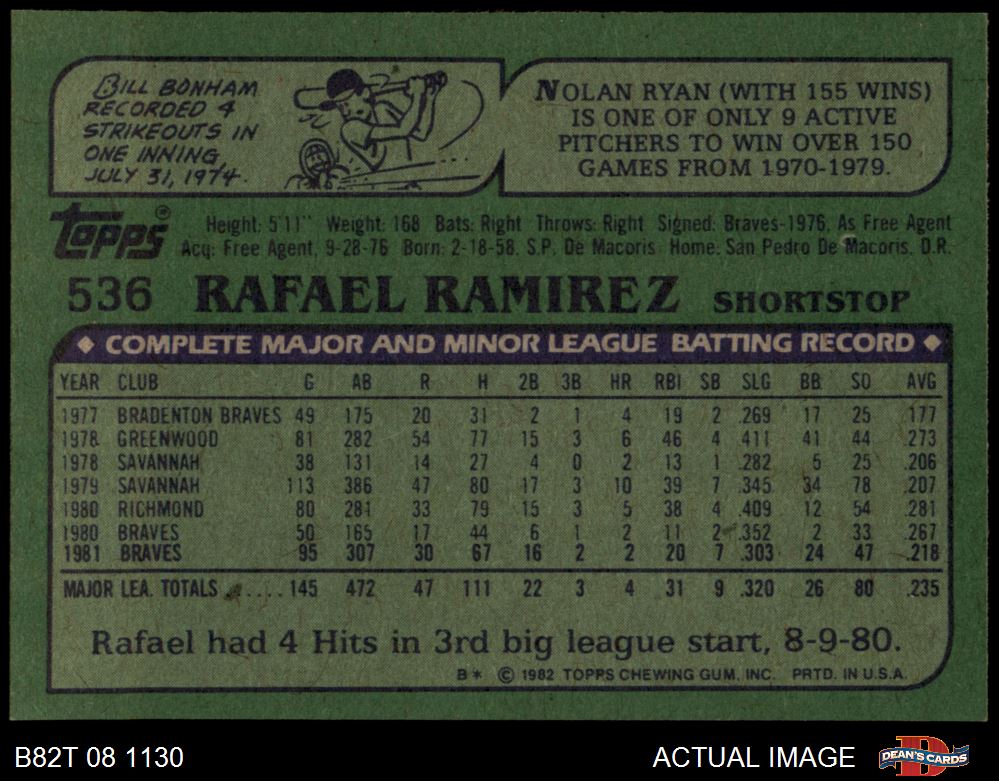 BILL BONHAM
RECORDED 4
STRIKEOUTS IN
ONE INNING,
JULY 31, 1974.
NOLAN RYAN (WITH 155 WINS)
IS ONE OF ONLY 9 ACTIVE
PITCHERS TO WIN OVER 150
GAMES FROM 1970-1979.
Topps®
Height: 5'11" Weight: 168 Bats: Right Throws: Right Signed: Braves-1976, As Free Agent
Acq: Free Agent, 9-28-76 Born: 2-18-58, S.P. De Macoris Home: San Pedro De Macoris, D.R.
536 RAFAEL RAMIREZ SHORTSTOP
◆ COMPLETE MAJOR AND MINOR LEAGUE BATTING RECORD ◆
YEAR CLUB G AB R H 2B 3B HR RBI SB SLG BB SO AVG
1977 BRADENTON BRAVES 49 175 20 31 2 1 4 19 2 .269 17 25 .177
1978 GREENWOOD 81 282 54 77 15 3 6 46 4 .411 41 44 .273
1978 SAVANNAH 38 131 14 27 4 0 2 13 1 .282 5 25 .206
1979 SAVANNAH 113 386 47 80 17 3 10 39 7 .345 34 78 .207
1980 RICHMOND 80 281 33 79 15 3 5 38 4 .409 12 54 .281
1980 BRAVES 50 165 17 44 6 1 2 11 2 .352 2 33 .267
1981 BRAVES 95 307 30 67 16 2 2 20 7 .303 24 47 .218
MAJOR LEA. TOTALS ...... 145 472 47 111 22 3 4 31 9 .320 26 80 .235
Rafael had 4 Hits in 3rd big league start, 8-9-80.
B* © 1982 TOPPS CHEWING GUM, INC. PRTD. IN U.S.A.
B82T 08 1130 ACTUAL IMAGE DEAN'S CARDS